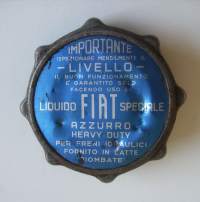 IMPORTANTE
ISPEZIONARE MENSILMENTE IL
-LIVELLO-
IL BUON FUNZIONAMENTO
È GARANTITO SOLO
FACENDO USO DI
LIQUIDO FIAT SPECIALE
AZZURRO
HEAVY DUTY
PER FRENI IDRAULICI
FORNITO IN LATTE
PIOMBATE